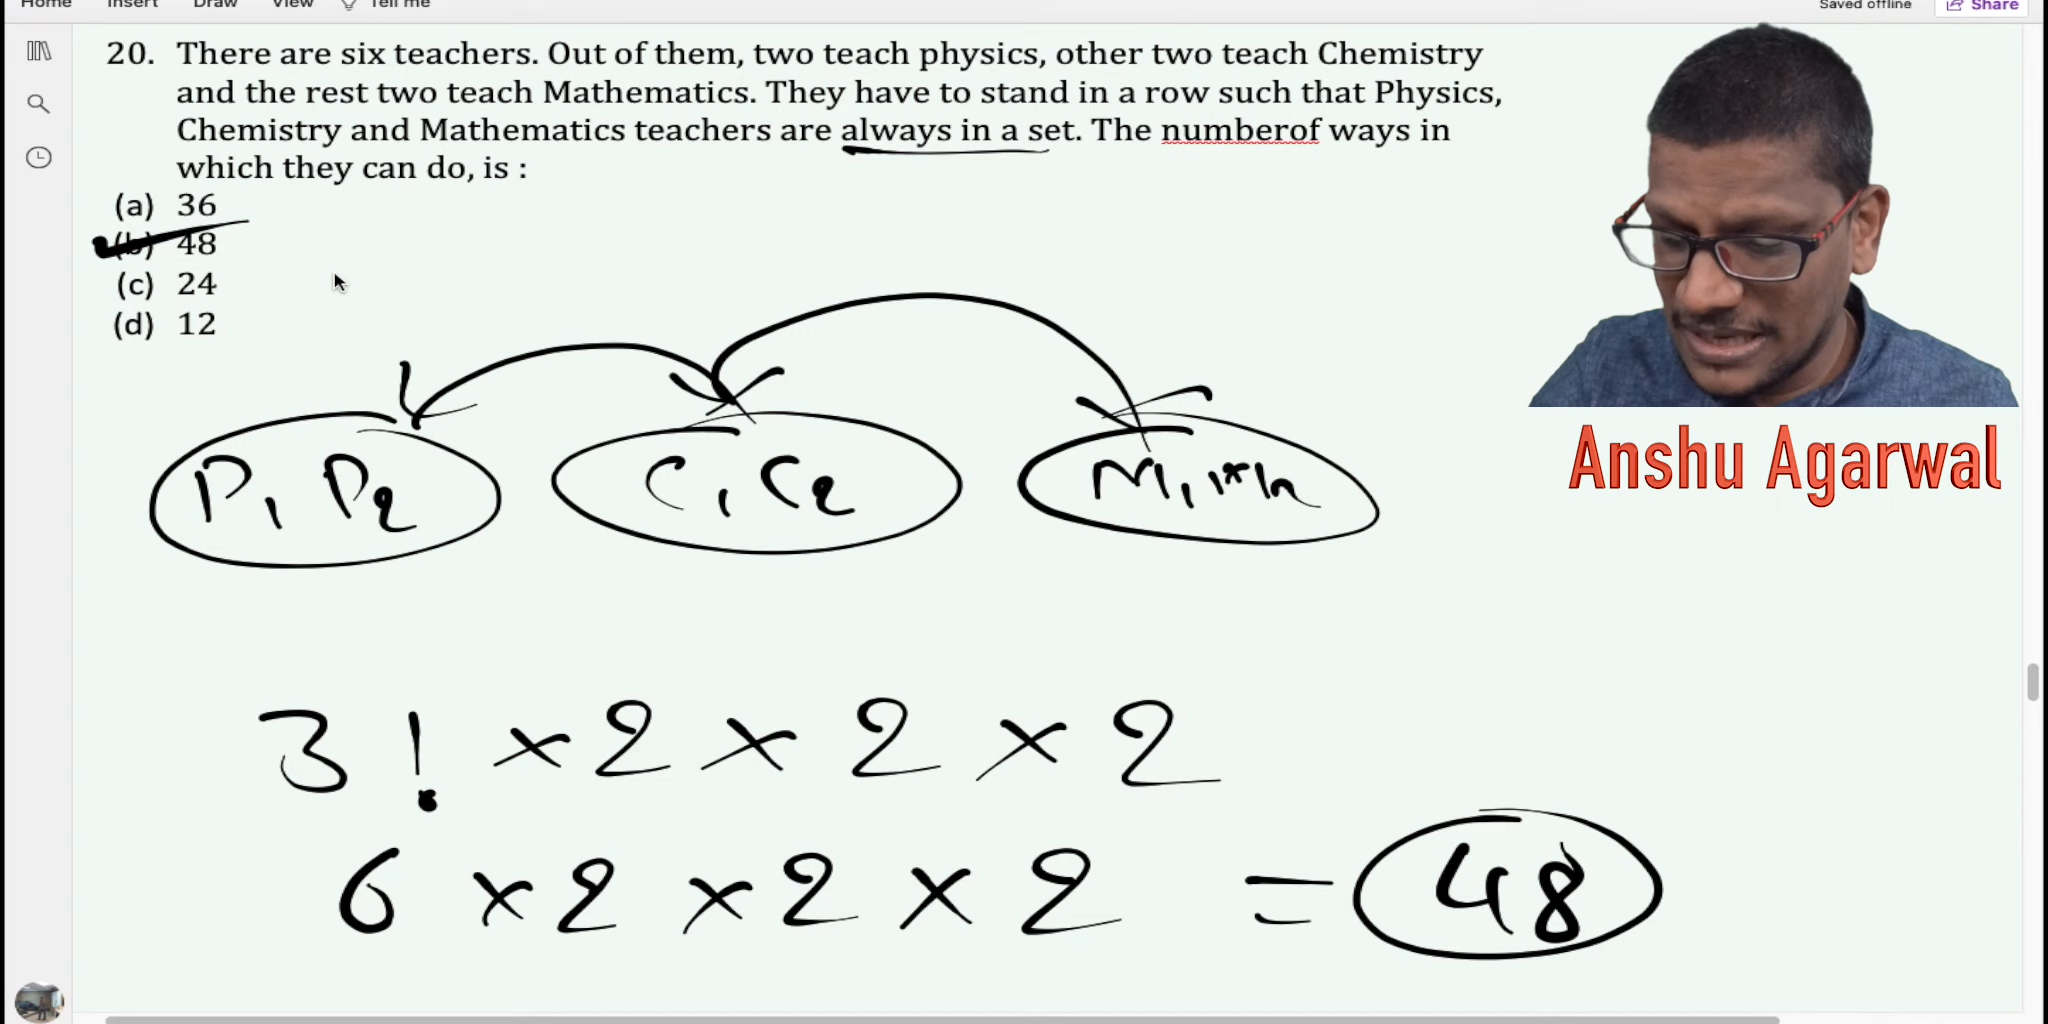 Home Insert Draw View Tell me Saved offline Share
20. There are six teachers. Out of them, two teach physics, other two teach Chemistry
and the rest two teach Mathematics. They have to stand in a row such that Physics,
Chemistry and Mathematics teachers are always in a set. The numberof ways in
which they can do, is :
(a) 36
(b) 48
(c) 24
(d) 12
Anshu Agarwal
P1 P2 C1 C2 M1
3! × 2 × 2 × 2
6 × 2 × 2 × 2 = 48